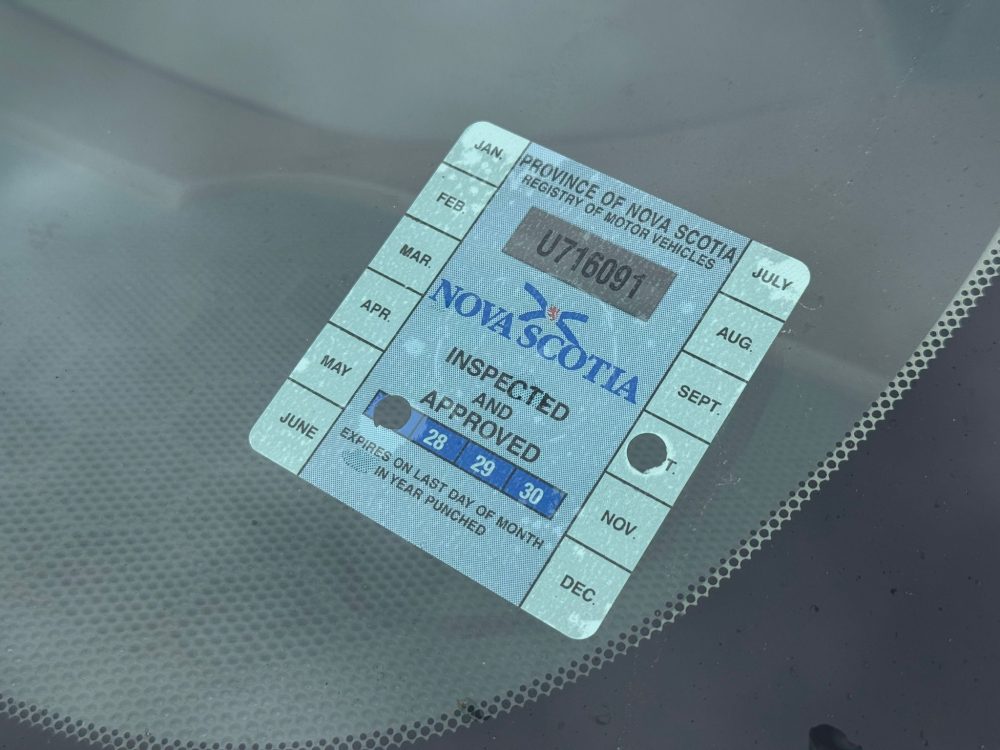 JAN.
FEB.
MAR.
APR.
MAY
JUNE
PROVINCE OF NOVA SCOTIA
REGISTRY OF MOTOR VEHICLES
U716091
NOVA SCOTIA
INSPECTED
AND
APPROVED
28 29 30
EXPIRES ON LAST DAY OF MONTH
IN YEAR PUNCHED
JULY
AUG.
SEPT.
T.
NOV.
DEC.